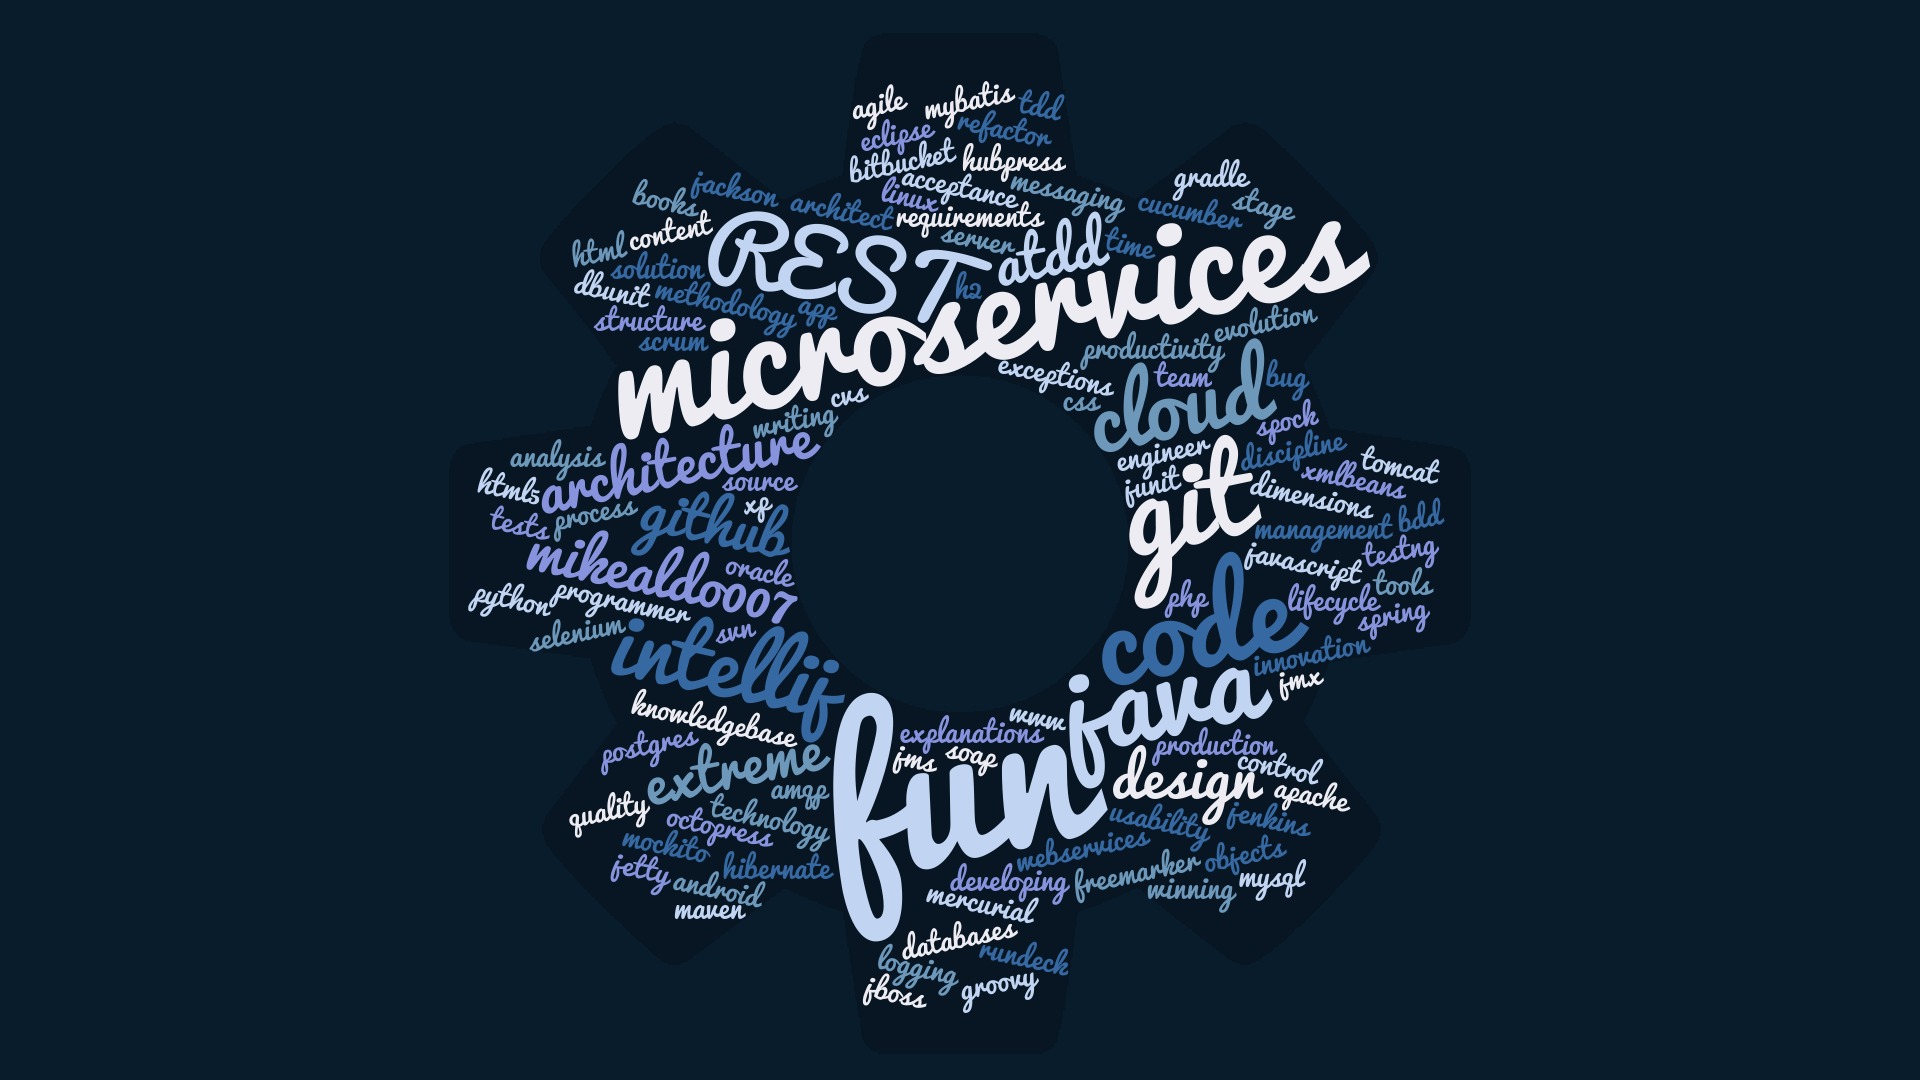 agile
mybatis
tdd
eclipse
refactor
bitbucket
hubpress
linux
acceptance
messaging
gradle
stage
cucumber
books
jackson
architect
requirements
server
html
content
REST
atdd
time
solution
h2
dbunit
methodology
app
structure
scrum
microservices
evolution
productivity
exceptions
team
bug
css
cloud
cvs
writing
spock
architecture
analysis
engineer
discipline
tomcat
html5
source
junit
git
xmlbeans
dimensions
tests
process
github
xp
management
bdd
mikealdo007
oracle
javascript
testng
tools
python
programmer
php
lifecycle
spring
selenium
svn
code
intellij
innovation
java
jmx
knowledgebase
postgres
explanations
www
production
extreme
jms
soap
fun
design
control
apache
quality
amqp
octopress
technology
usability
jenkins
mockito
hibernate
webservices
objects
jetty
android
developing
freemarker
winning
mysql
maven
mercurial
databases
logging
rundeck
jboss
groovy